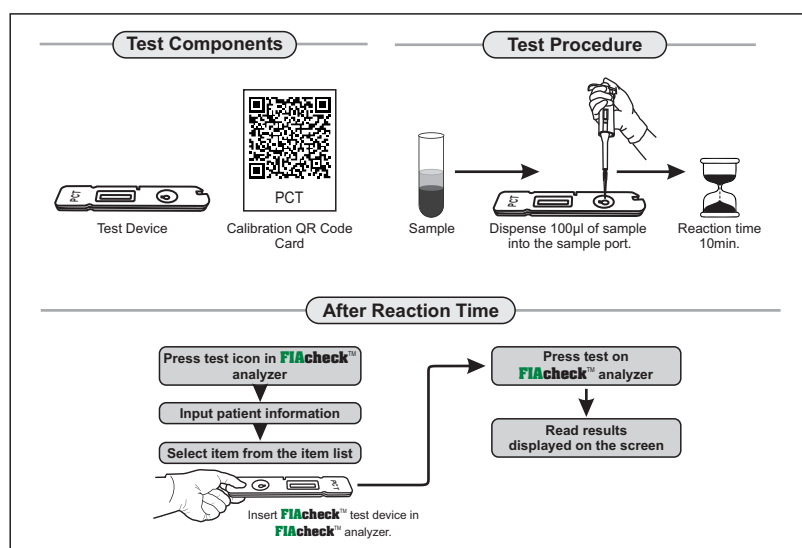 Test Components
Test Procedure
PCT
PCT
Test Device
Calibration QR Code
Card
PCT
Sample
Dispense 100µl of sample
into the sample port.
Reaction time
10min.
After Reaction Time
Press test icon in FIAcheck™
analyzer
Input patient information
Select item from the item list
PCT
Insert FIAcheck™ test device in
FIAcheck™ analyzer.
Press test on
FIAcheck™ analyzer
Read results
displayed on the screen